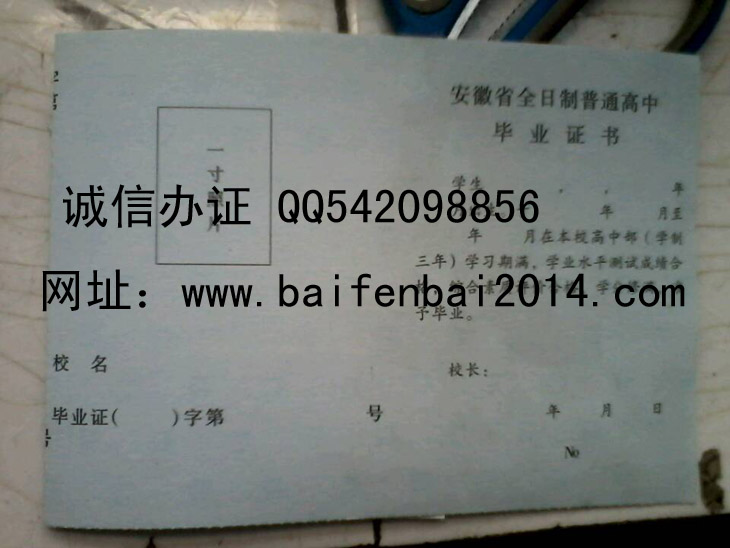 安徽省全日制普通高中
毕业证书
一寸
学生 , , 年
诚信办证 QQ542098856
年 月至
年 月在本校高中部(学制
三年)学习期满,学业水平测试成绩合
网址:www.baifenbai2014.com
予毕业。
校名
校长:
毕业证( )字第 号
年 月 日
No